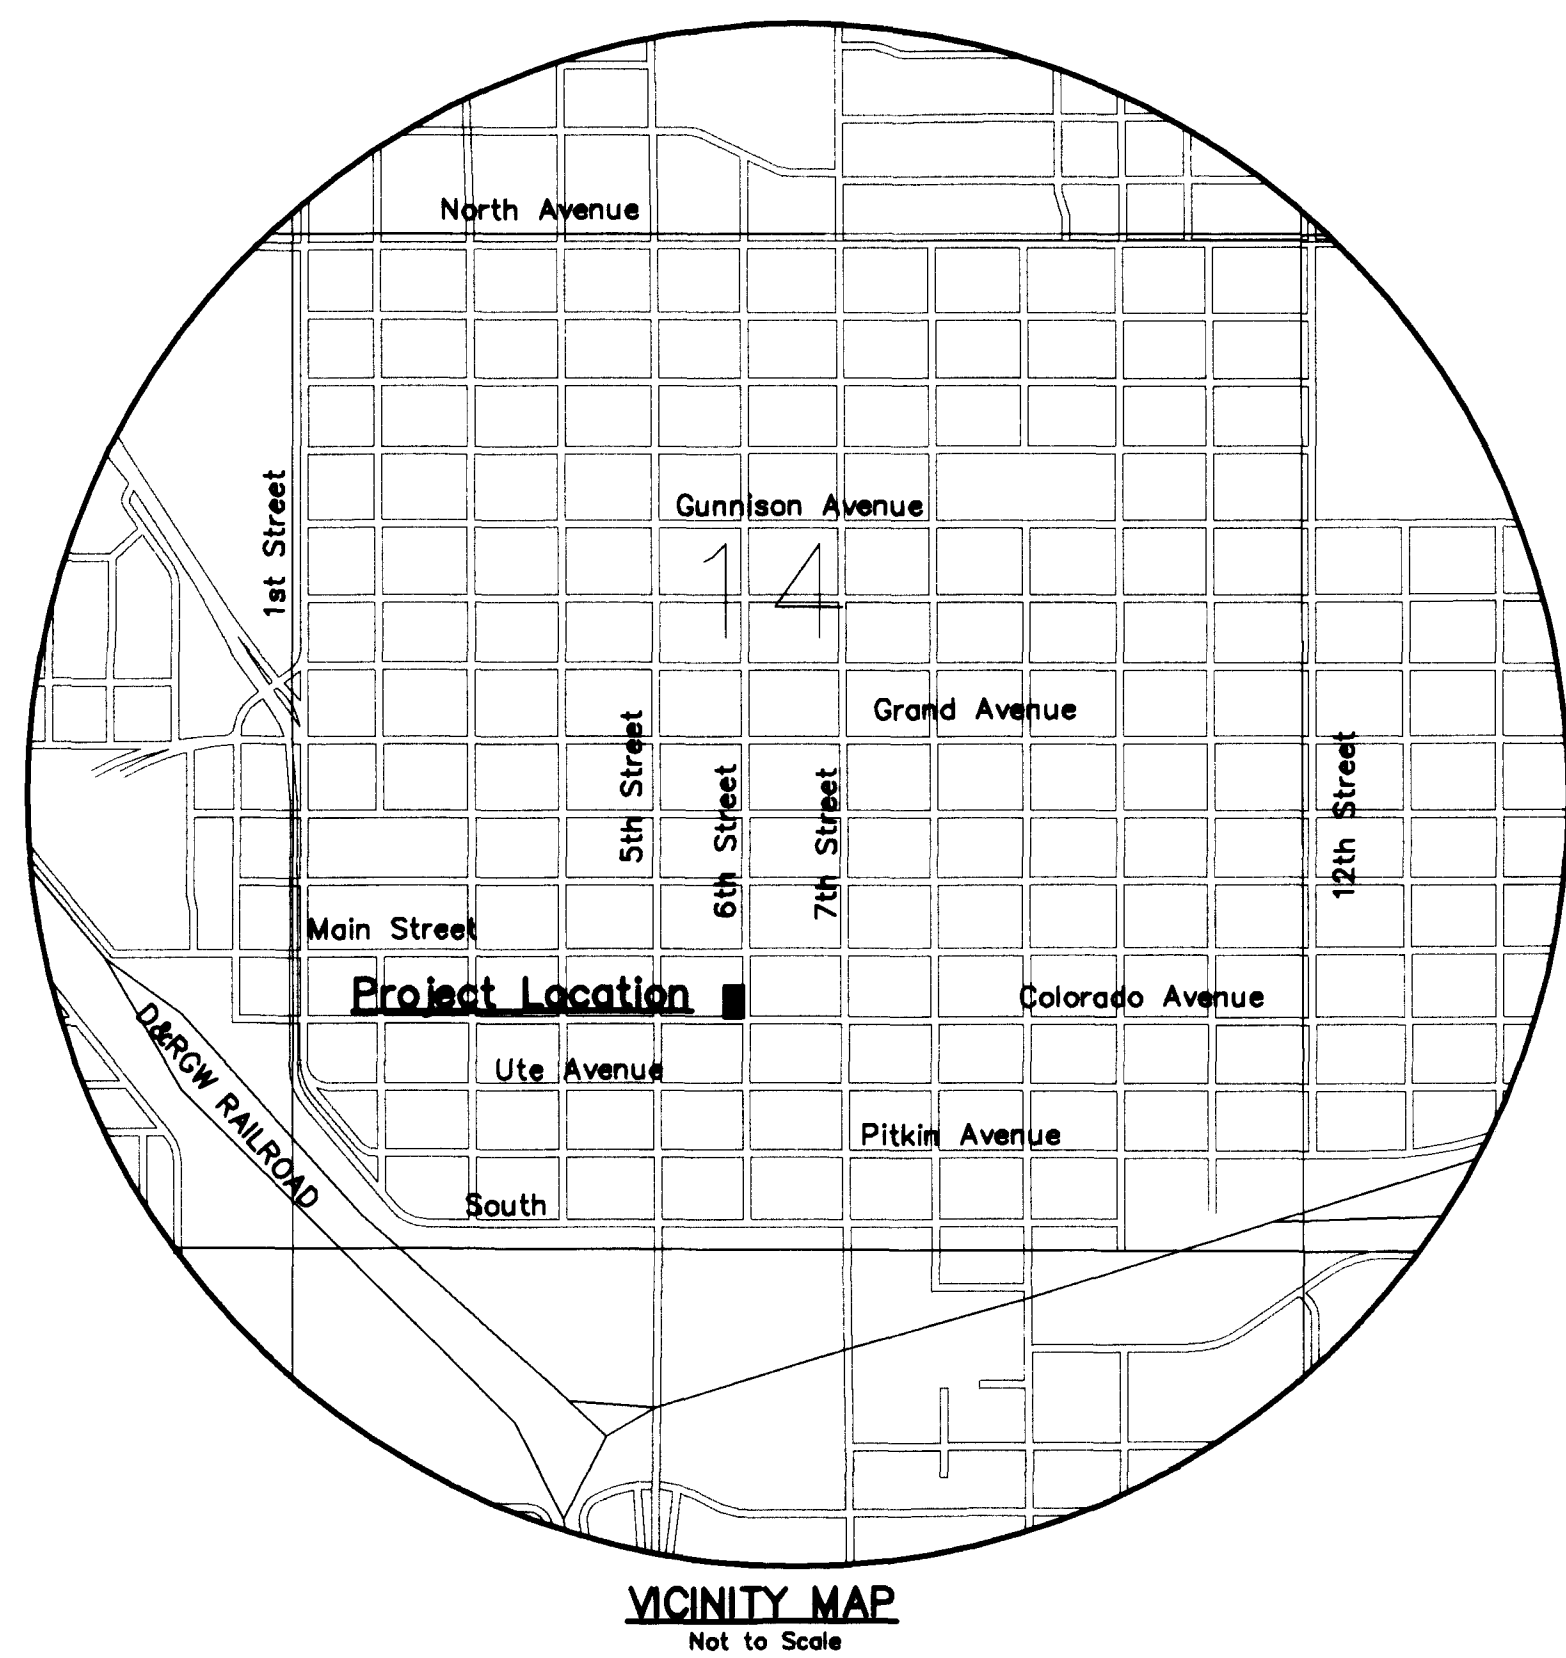 North Avenue
Gunnison Avenue
1st Street
14
Grand Avenue
5th Street
6th Street
7th Street
12th Street
Main Street
Project Location
Colorado Avenue
D&RGW RAILROAD
Ute Avenue
Pitkin Avenue
South
VICINITY MAP
Not to Scale